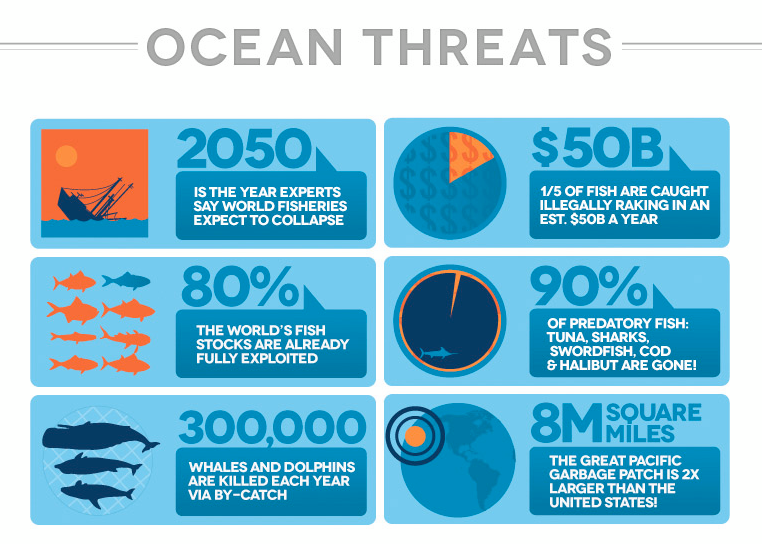 OCEAN THREATS
2050
IS THE YEAR EXPERTS
SAY WORLD FISHERIES
EXPECT TO COLLAPSE
$50B
1/5 OF FISH ARE CAUGHT
ILLEGALLY RAKING IN AN
EST. $50B A YEAR
80%
THE WORLD'S FISH
STOCKS ARE ALREADY
FULLY EXPLOITED
90%
OF PREDATORY FISH:
TUNA, SHARKS,
SWORDFISH, COD
& HALIBUT ARE GONE!
300,000
WHALES AND DOLPHINS
ARE KILLED EACH YEAR
VIA BY-CATCH
8M SQUARE
MILES
THE GREAT PACIFIC
GARBAGE PATCH IS 2X
LARGER THAN THE
UNITED STATES!